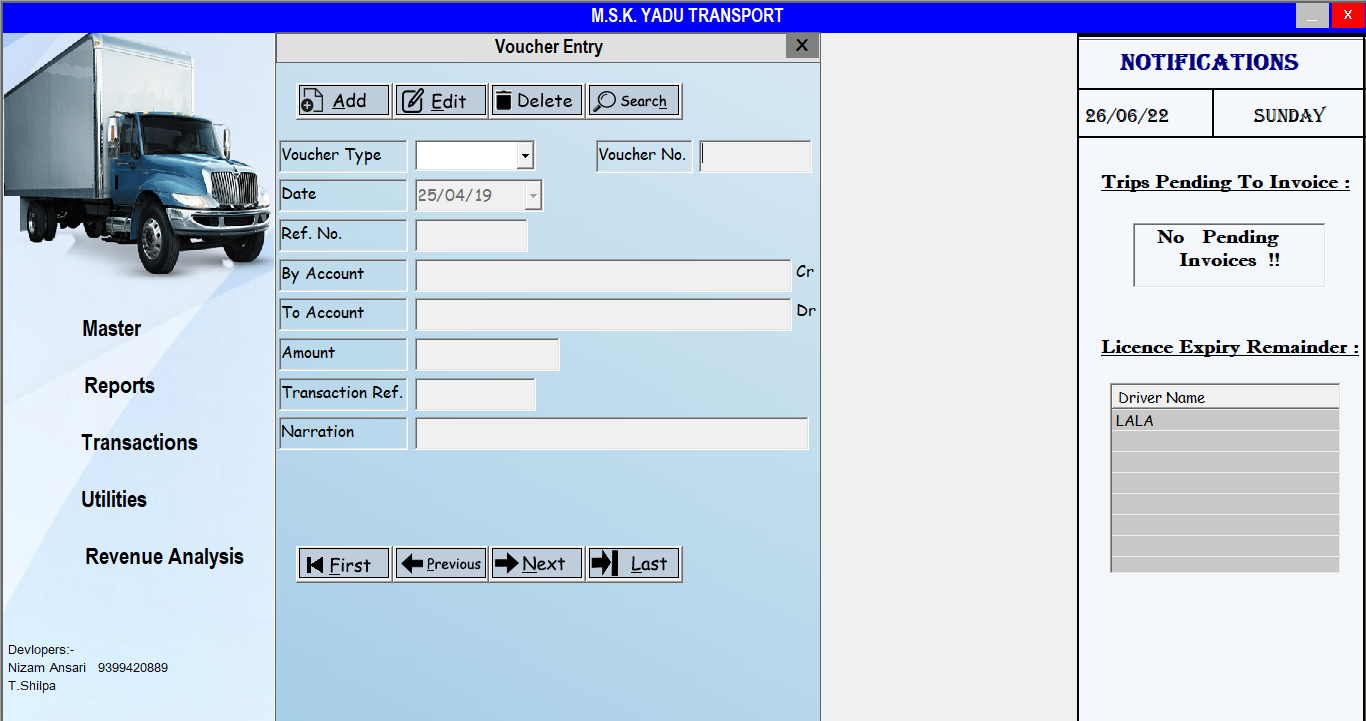 M.S.K. YADU TRANSPORT
_ X
Voucher Entry X
Add Edit Delete Search
Voucher Type Voucher No.
Date 25/04/19
Ref. No.
By Account Cr
To Account Dr
Amount
Transaction Ref.
Narration
First Previous Next Last
Master
Reports
Transactions
Utilities
Revenue Analysis
Devlopers:-
Nizam Ansari 9399420889
T.Shilpa
NOTIFICATIONS
26/06/22 SUNDAY
Trips Pending To Invoice :
No Pending
Invoices !!
Licence Expiry Remainder :
Driver Name
LALA